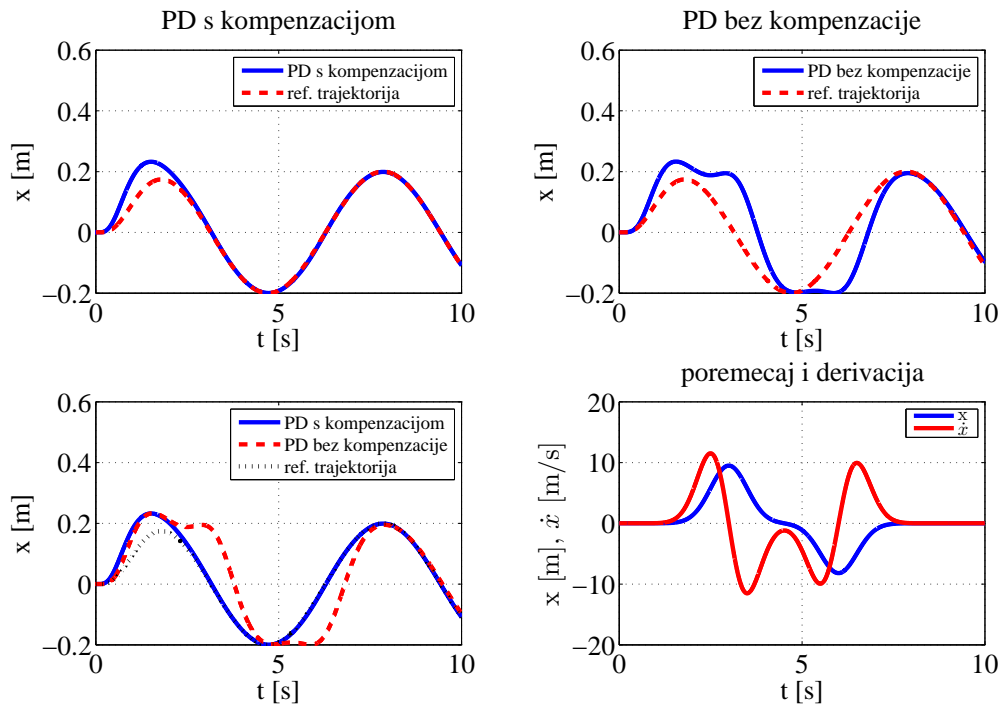 PD s kompenzacijom
0.6
0.4
0.2
0
−0.2
x [m]
PD s kompenzacijom
ref. trajektorija
0
5
10
t [s]
PD bez kompenzacije
0.6
0.4
0.2
0
−0.2
x [m]
PD bez kompenzacije
ref. trajektorija
0
5
10
t [s]
0.6
0.4
0.2
0
−0.2
x [m]
PD s kompenzacijom
PD bez kompenzacije
ref. trajektorija
0
5
10
t [s]
poremecaj i derivacija
20
10
0
−10
−20
x [m], ẋ [m/s]
x
ẋ
0
5
10
t [s]